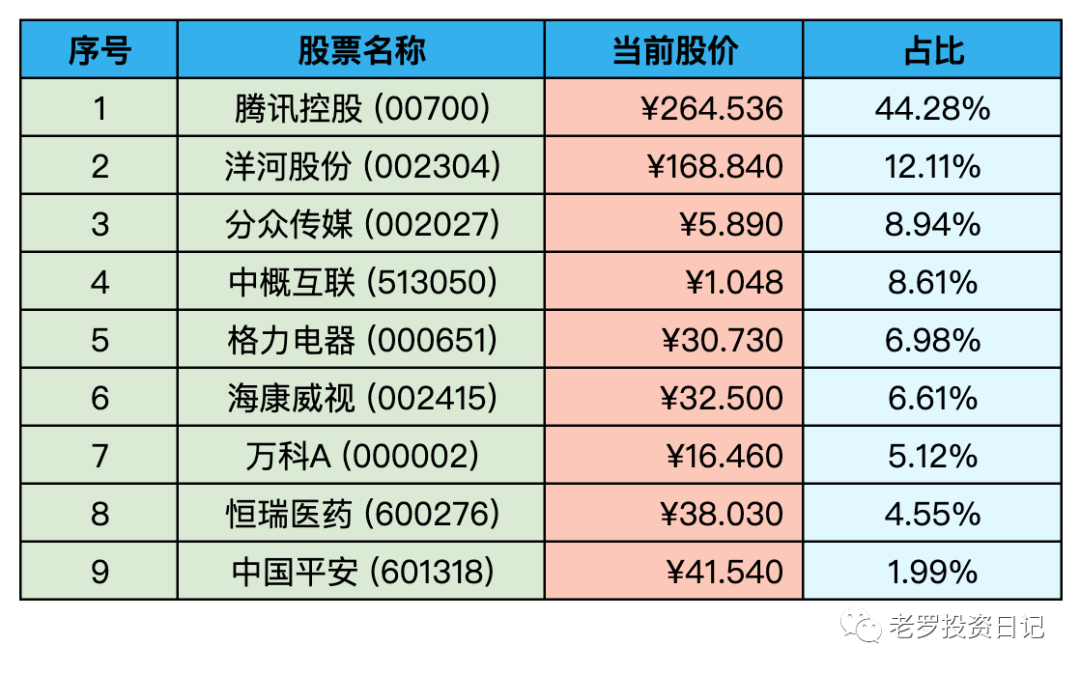 序号 股票名称 当前股价 占比
1 腾讯控股 (00700) ¥264.536 44.28%
2 洋河股份 (002304) ¥168.840 12.11%
3 分众传媒 (002027) ¥5.890 8.94%
4 中概互联 (513050) ¥1.048 8.61%
5 格力电器 (000651) ¥30.730 6.98%
6 海康威视 (002415) ¥32.500 6.61%
7 万科A (000002) ¥16.460 5.12%
8 恒瑞医药 (600276) ¥38.030 4.55%
9 中国平安 (601318) ¥41.540 1.99%
老罗投资日记